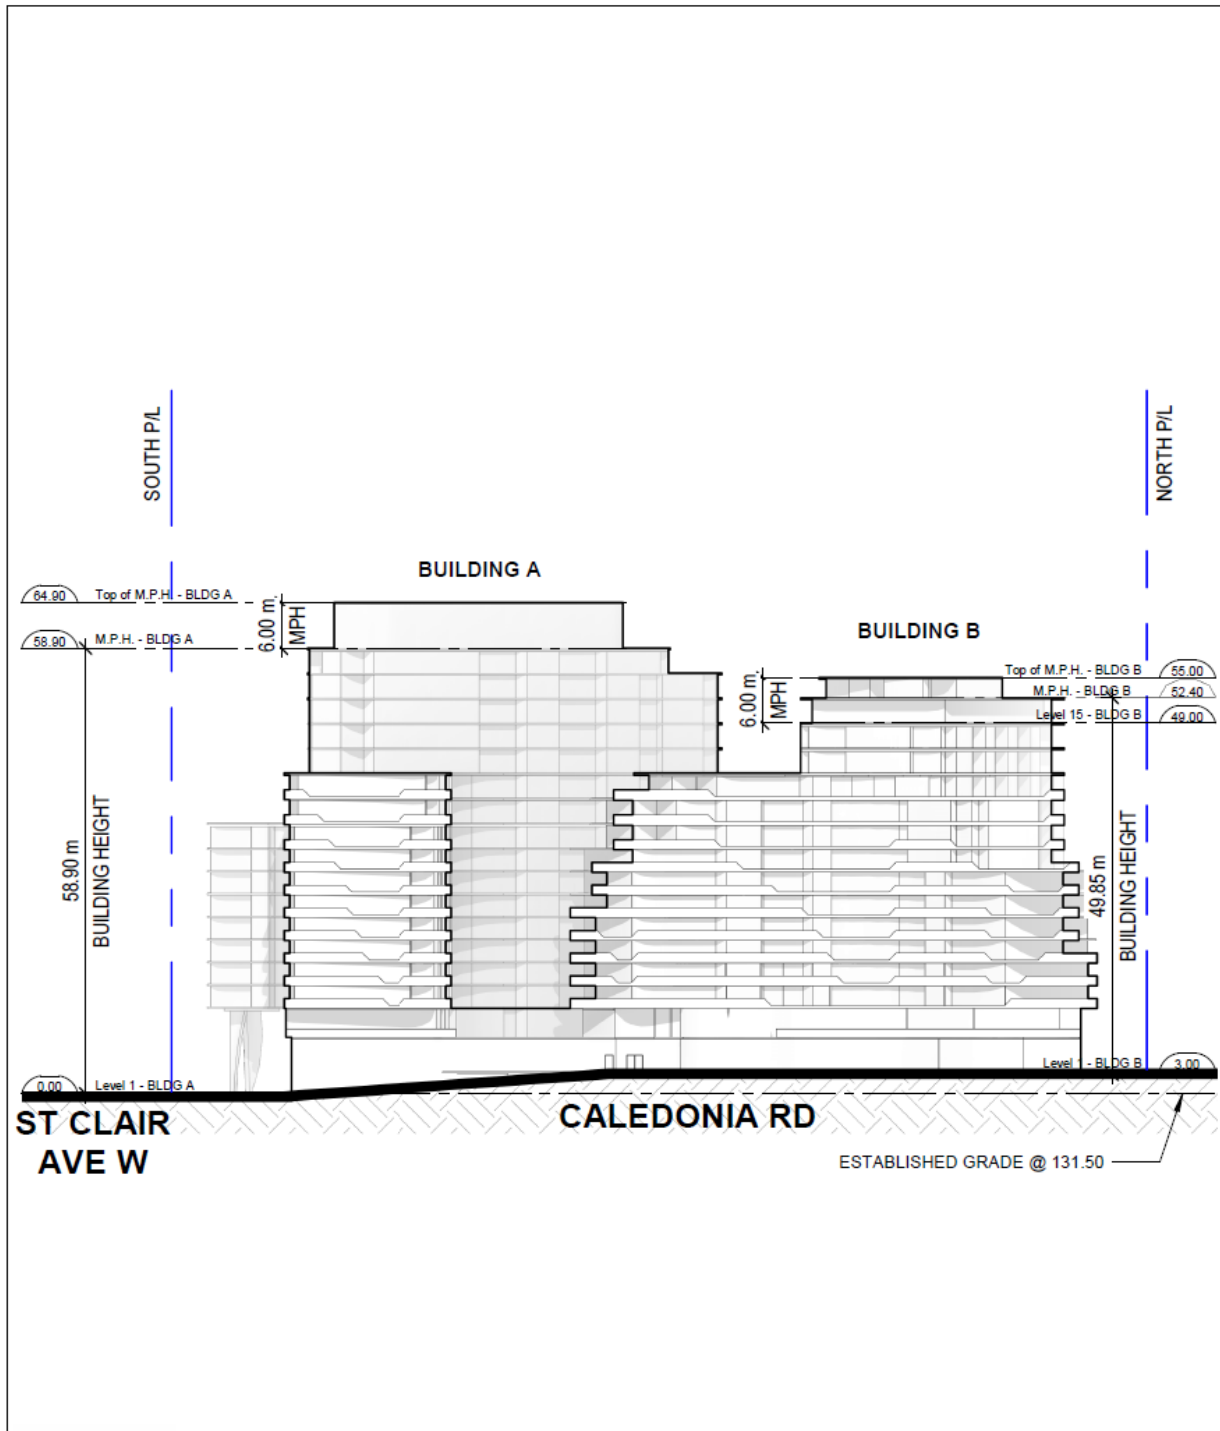 SOUTH P/L
NORTH P/L
BUILDING A
64.90 Top of M.P.H. - BLDG A
6.00 m.
MPH
58.90 M.P.H. - BLDG A
BUILDING B
Top of M.P.H. - BLDG B 55.00
M.P.H. - BLDG B 52.40
6.00 m.
MPH
Level 15 - BLDG B 49.00
58.90 m
BUILDING HEIGHT
49.85 m
BUILDING HEIGHT
Level 1 - BLDG B 3.00
0.00 Level 1 - BLDG A
ST CLAIR
AVE W
CALEDONIA RD
ESTABLISHED GRADE @ 131.50